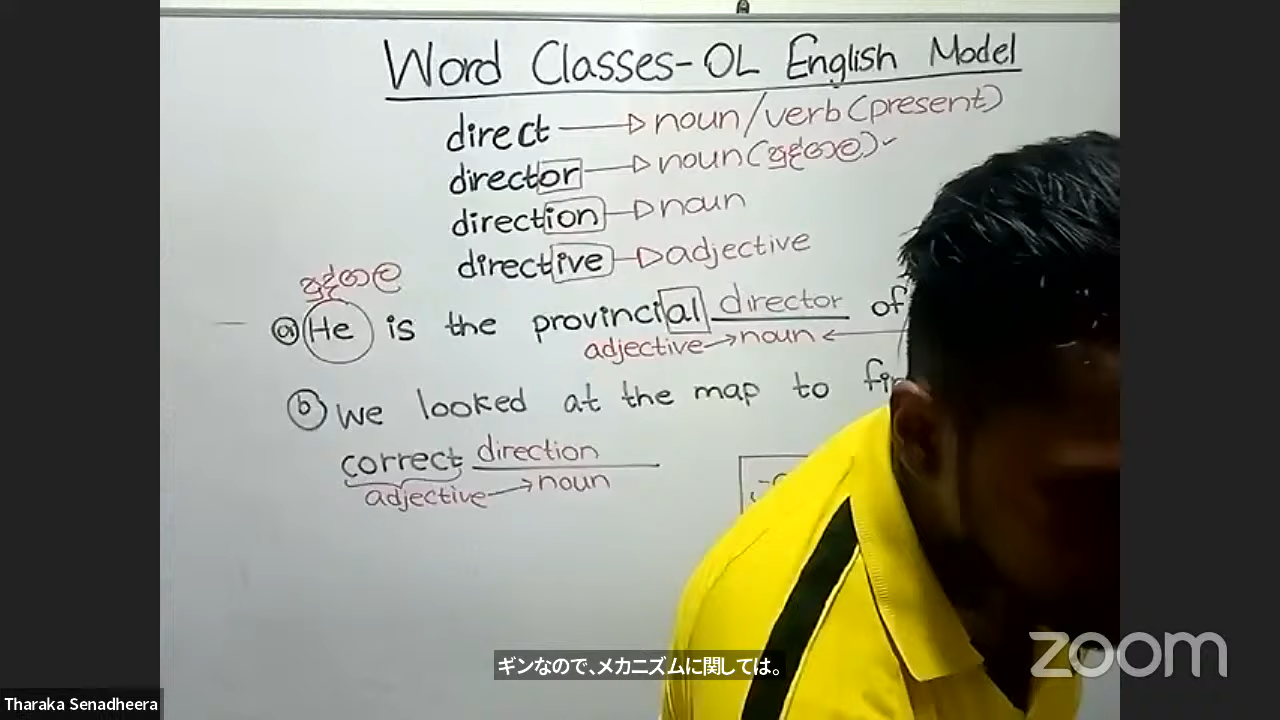 Word Classes-OL English Model
direct → noun/verb (present)
director → noun (පුද්ගල)
direction → noun
directive → adjective
පුද්ගල
ⓐ He is the provincial director of
adjective → noun ←
ⓑ We looked at the map to
correct direction
adjective → noun
ギンなので、メカニズムに関しては。
zoom
Tharaka Senadheera